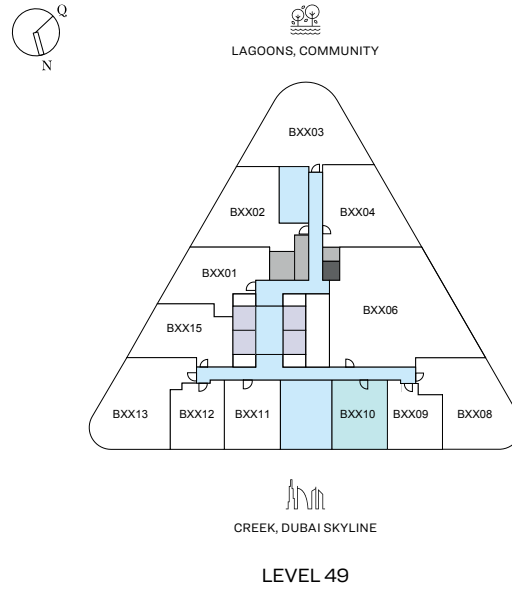 Q
N
LAGOONS, COMMUNITY
BXX03
BXX02
BXX04
BXX01
BXX06
BXX15
BXX13
BXX12
BXX11
BXX10
BXX09
BXX08
CREEK, DUBAI SKYLINE
LEVEL 49